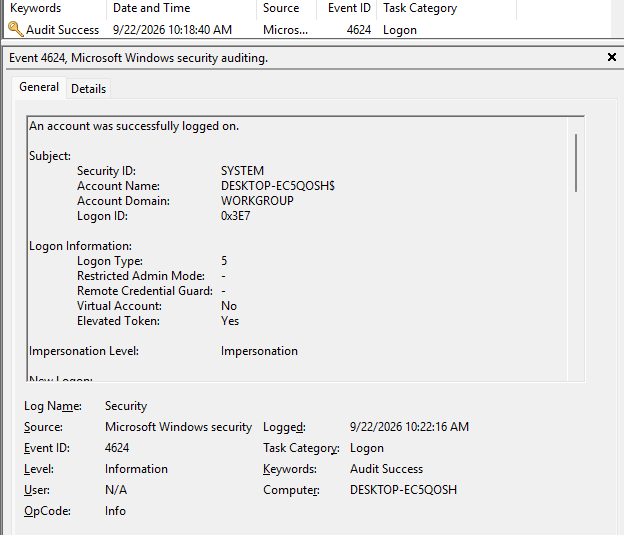 Keywords Date and Time Source Event ID Task Category
Audit Success 9/22/2026 10:18:40 AM Micros... 4624 Logon
Event 4624, Microsoft Windows security auditing.
General Details
An account was successfully logged on.
Subject:
Security ID: SYSTEM
Account Name: DESKTOP-EC5QOSH$
Account Domain: WORKGROUP
Logon ID: 0x3E7
Logon Information:
Logon Type: 5
Restricted Admin Mode: -
Remote Credential Guard: -
Virtual Account: No
Elevated Token: Yes
Impersonation Level: Impersonation
New Logon:
Log Name: Security
Source: Microsoft Windows security Logged: 9/22/2026 10:22:16 AM
Event ID: 4624 Task Category: Logon
Level: Information Keywords: Audit Success
User: N/A Computer: DESKTOP-EC5QOSH
OpCode: Info